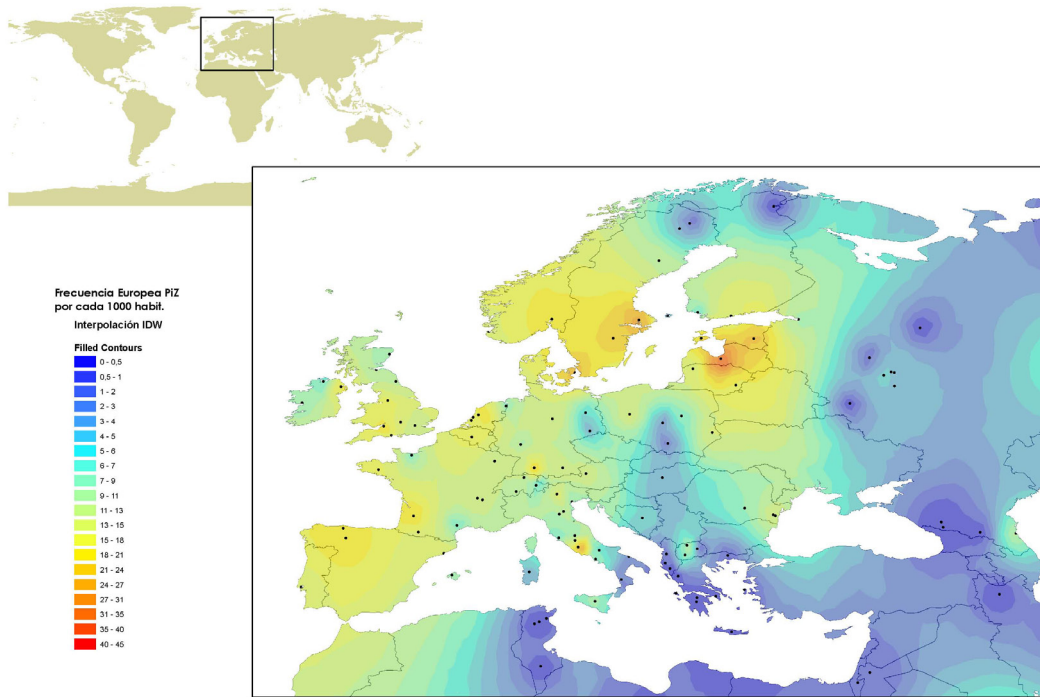 Frecuencia Europea PiZ
por cada 1000 habit.
Interpolación IDW
Filled Contours
0 - 0,5
0,5 - 1
1 - 2
2 - 3
3 - 4
4 - 5
5 - 6
6 - 7
7 - 9
9 - 11
11 - 13
13 - 15
15 - 18
18 - 21
21 - 24
24 - 27
27 - 31
31 - 35
35 - 40
40 - 45